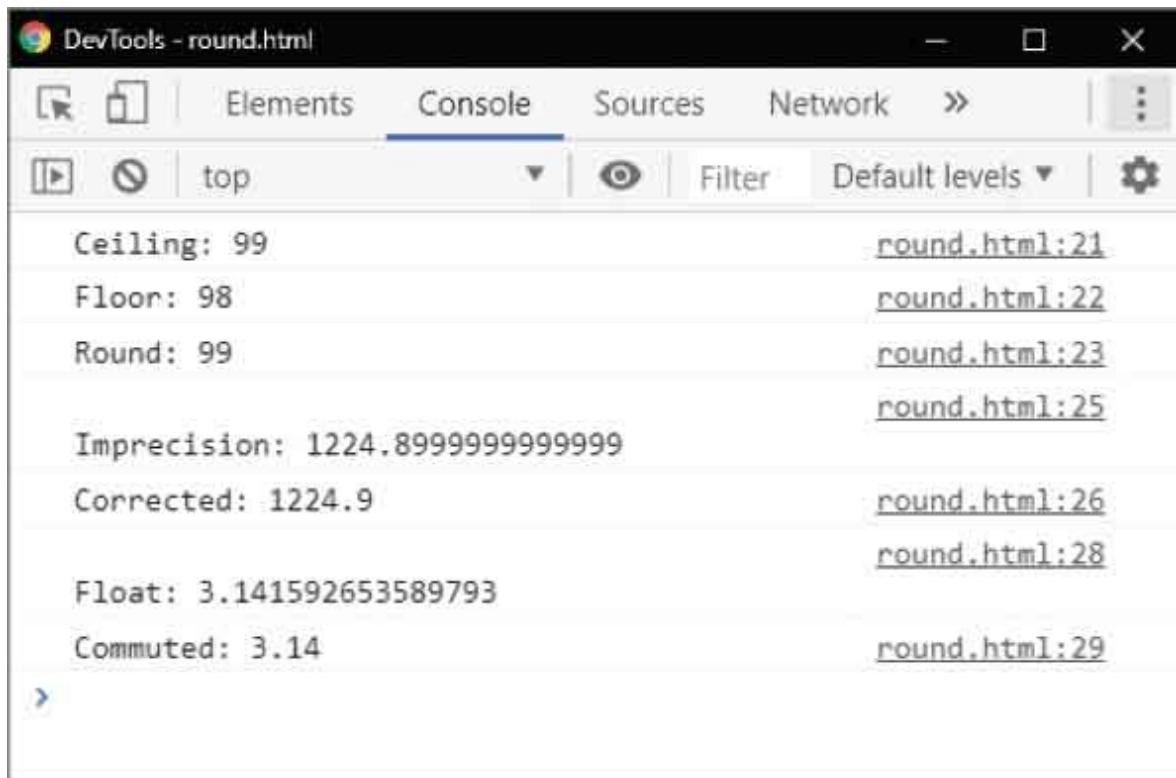 DevTools - round.html
Elements Console Sources Network »
top Filter Default levels
Ceiling: 99 round.html:21
Floor: 98 round.html:22
Round: 99 round.html:23
round.html:25
Imprecision: 1224.8999999999999
Corrected: 1224.9 round.html:26
round.html:28
Float: 3.141592653589793
Commuted: 3.14 round.html:29